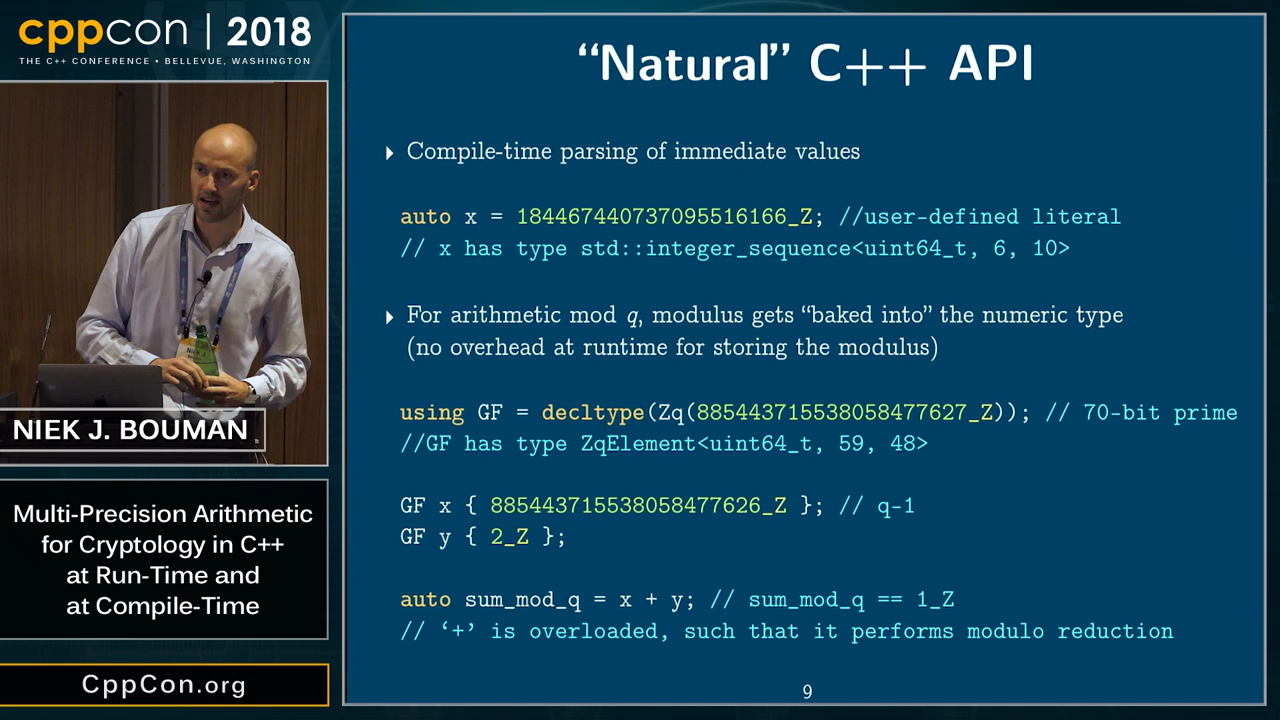 cppcon | 2018
THE C++ CONFERENCE • BELLEVUE, WASHINGTON
NIEK J. BOUMAN
Multi-Precision Arithmetic
for Cryptology in C++
at Run-Time and
at Compile-Time
CppCon.org
“Natural” C++ API
Compile-time parsing of immediate values
auto x = 184467440737095516166_Z; //user-defined literal
// x has type std::integer_sequence<uint64_t, 6, 10>
For arithmetic mod q, modulus gets “baked into” the numeric type
(no overhead at runtime for storing the modulus)
using GF = decltype(Zq(885443715538058477627_Z)); // 70-bit prime
//GF has type ZqElement<uint64_t, 59, 48>
GF x { 885443715538058477626_Z }; // q-1
GF y { 2_Z };
auto sum_mod_q = x + y; // sum_mod_q == 1_Z
// ‘+’ is overloaded, such that it performs modulo reduction
9